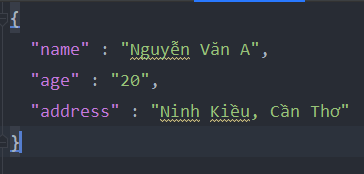 {
"name" : "Nguyễn Văn A",
"age" : "20",
"address" : "Ninh Kiều, Cần Thơ"
}